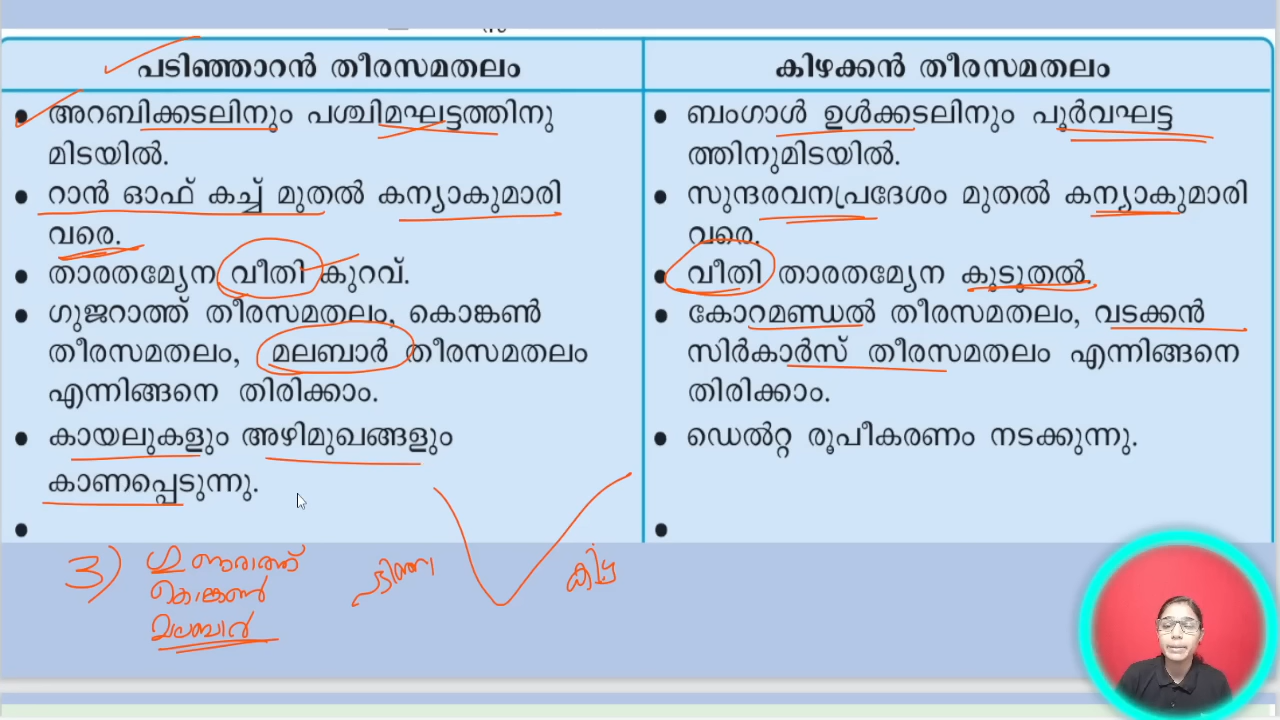 പടിഞ്ഞാറൻ തീരസമതലം
• അറബിക്കടലിനും പശ്ചിമഘട്ടത്തിനു
മിടയിൽ.
• റാൻ ഓഫ് കച്ച് മുതൽ കന്യാകുമാരി
വരെ.
• താരതമ്യേന വീതി കുറവ്.
• ഗുജറാത്ത് തീരസമതലം, കൊങ്കൺ
തീരസമതലം, മലബാർ തീരസമതലം
എന്നിങ്ങനെ തിരിക്കാം.
• കായലുകളും അഴിമുഖങ്ങളും
കാണപ്പെടുന്നു.
•
കിഴക്കൻ തീരസമതലം
• ബംഗാൾ ഉൾക്കടലിനും പൂർവഘട്ട
ത്തിനുമിടയിൽ.
• സുന്ദരവനപ്രദേശം മുതൽ കന്യാകുമാരി
വരെ.
• വീതി താരതമ്യേന കൂടുതൽ.
• കോറമണ്ഡൽ തീരസമതലം, വടക്കൻ
സിർകാർസ് തീരസമതലം എന്നിങ്ങനെ
തിരിക്കാം.
• ഡെൽറ്റ രൂപീകരണം നടക്കുന്നു.
•
3) ഗുജറാത്ത്
കൊങ്കൺ
മലബാർ